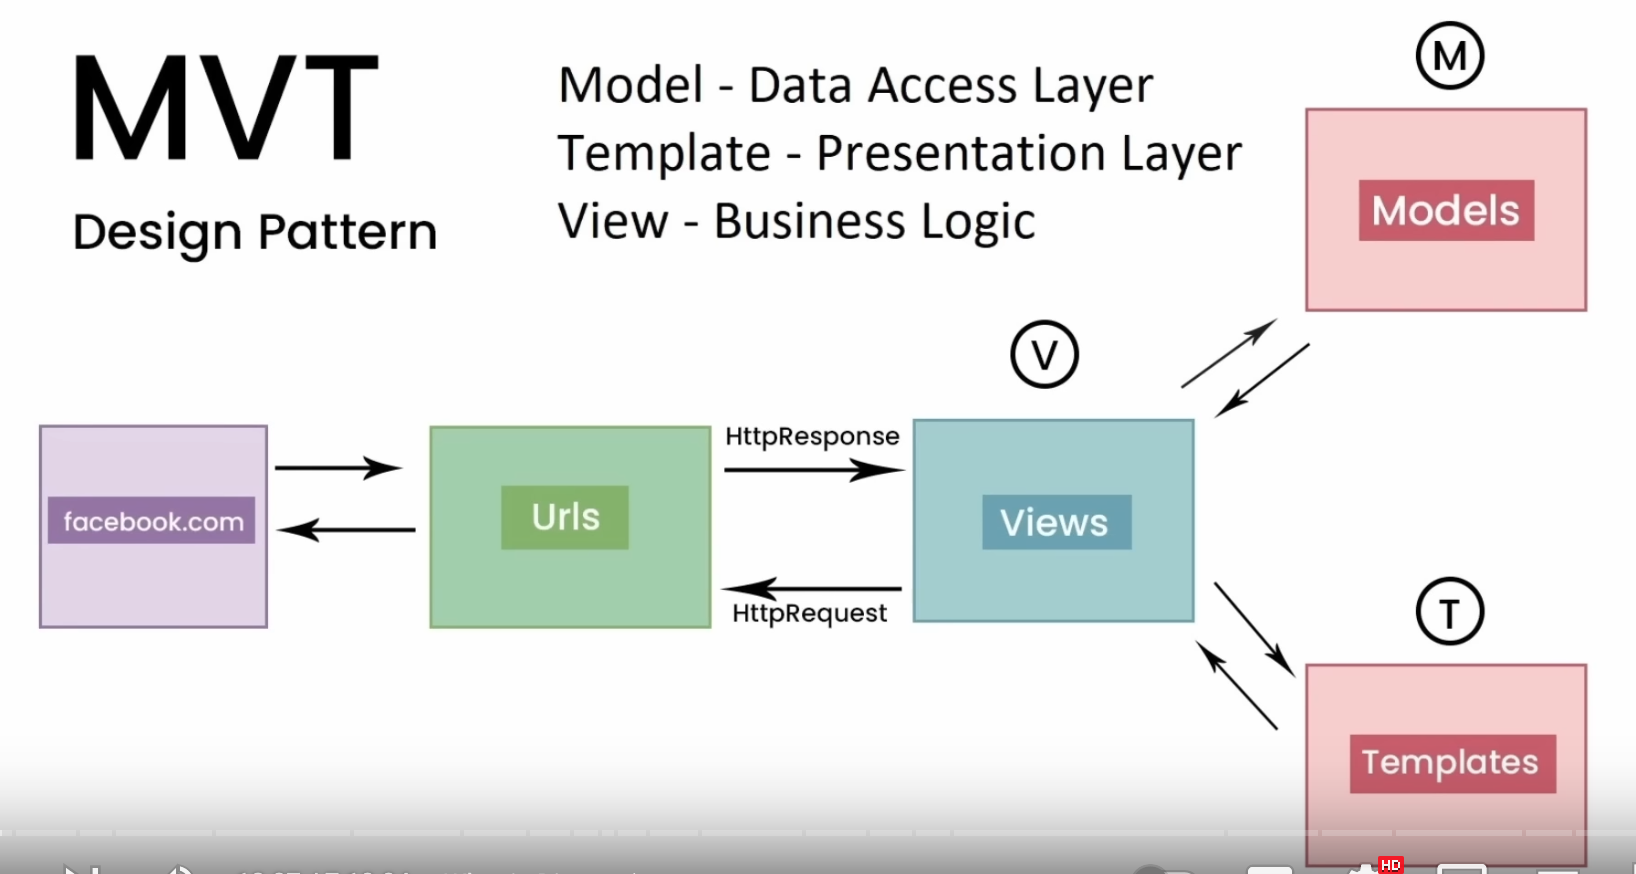 MVT
Design Pattern
Model - Data Access Layer
Template - Presentation Layer
View - Business Logic
M
Models
V
facebook.com
Urls
HttpResponse
HttpRequest
Views
T
Templates
HD